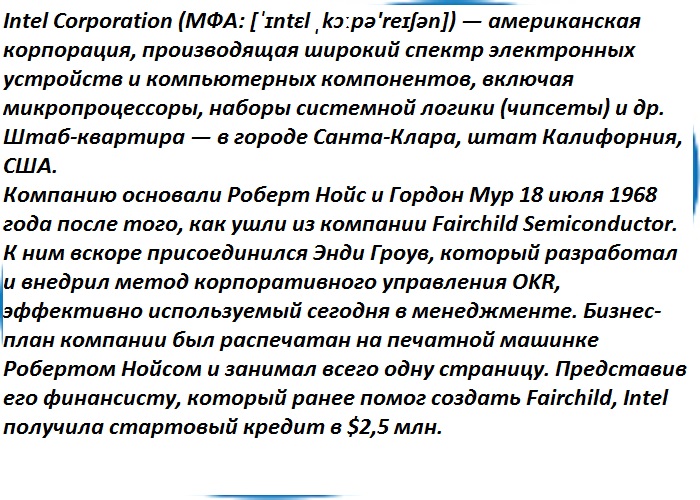 Intel Corporation (МФА: [ˈɪntɛl ˌkɔːpə'reɪʃən]) — американская
корпорация, производящая широкий спектр электронных
устройств и компьютерных компонентов, включая
микропроцессоры, наборы системной логики (чипсеты) и др.
Штаб-квартира — в городе Санта-Клара, штат Калифорния,
США.
Компанию основали Роберт Нойс и Гордон Мур 18 июля 1968
года после того, как ушли из компании Fairchild Semiconductor.
К ним вскоре присоединился Энди Гроув, который разработал
и внедрил метод корпоративного управления OKR,
эффективно используемый сегодня в менеджменте. Бизнес-
план компании был распечатан на печатной машинке
Робертом Нойсом и занимал всего одну страницу. Представив
его финансисту, который ранее помог создать Fairchild, Intel
получила стартовый кредит в $2,5 млн.